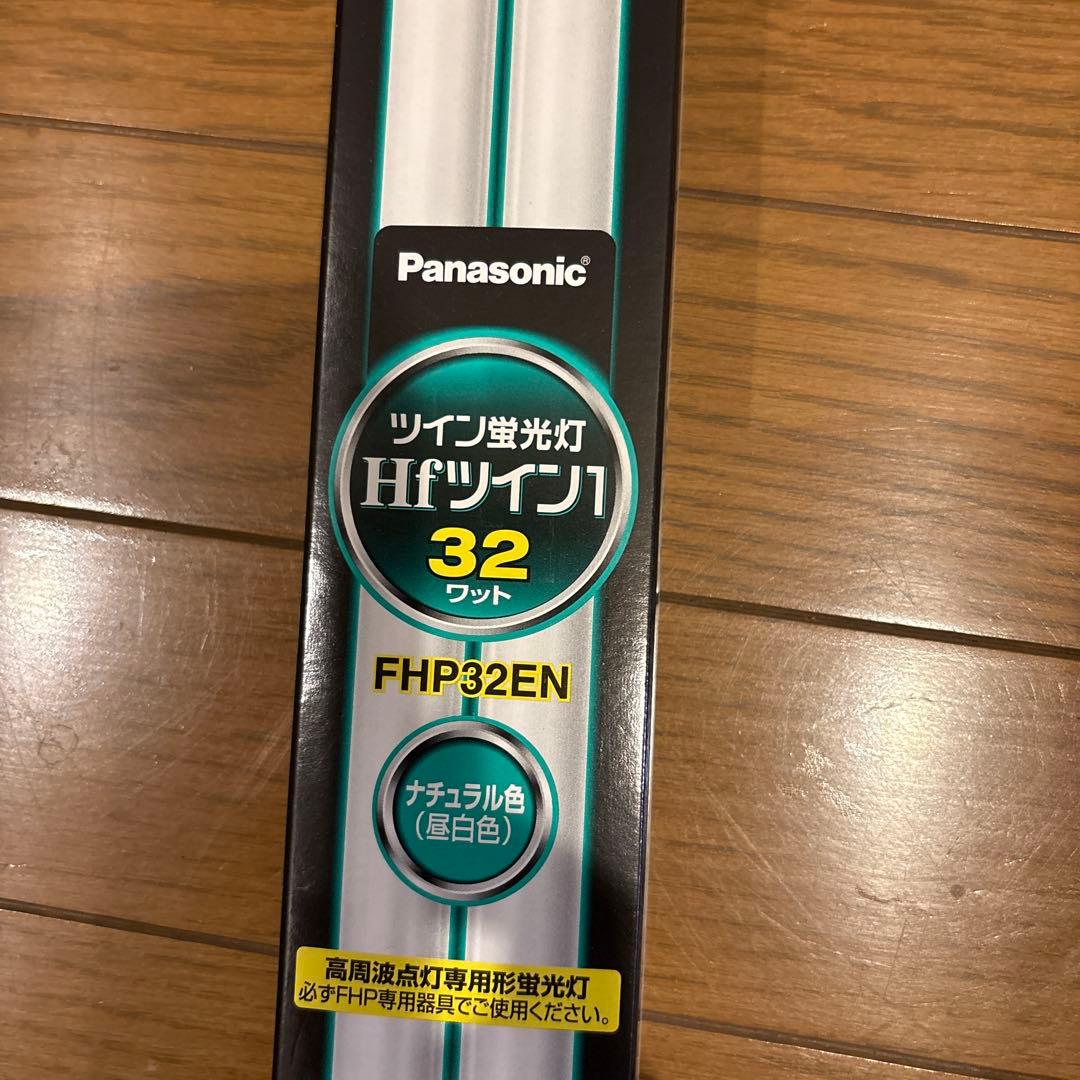 Panasonic®
ツイン蛍光灯
Hfツイン1
32
ワット
FHP32EN
ナチュラル色
(昼白色)
高周波点灯専用形蛍光灯
必ずFHP専用器具でご使用ください。